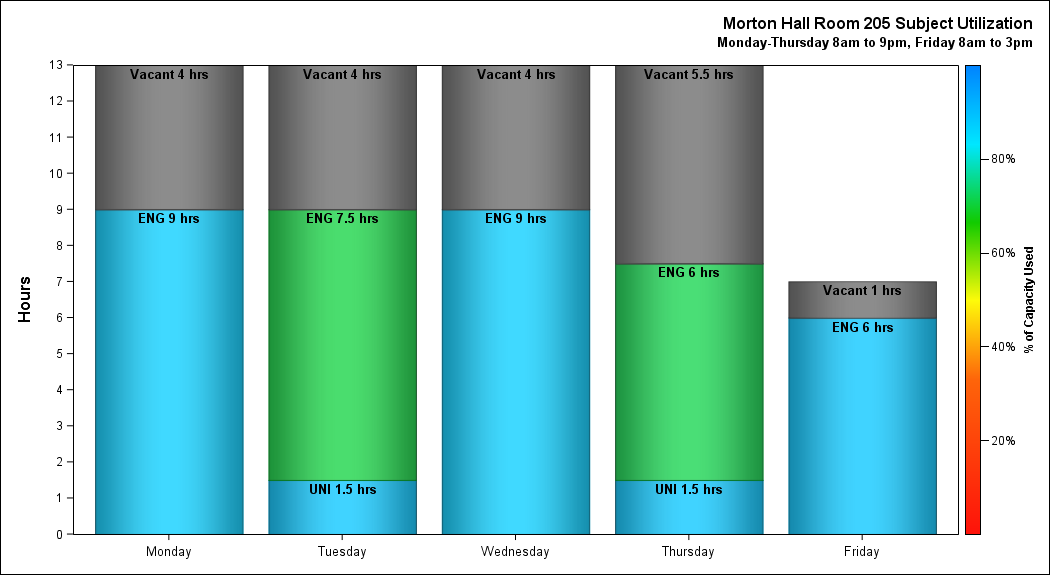 Morton Hall Room 205 Subject Utilization
Monday-Thursday 8am to 9pm, Friday 8am to 3pm
Hours
13
12
11
10
9
8
7
6
5
4
3
2
1
0
Vacant 4 hrs
ENG 9 hrs
Vacant 4 hrs
ENG 7.5 hrs
UNI 1.5 hrs
Vacant 4 hrs
ENG 9 hrs
Vacant 5.5 hrs
ENG 6 hrs
UNI 1.5 hrs
Vacant 1 hrs
ENG 6 hrs
Monday
Tuesday
Wednesday
Thursday
Friday
80%
60%
40%
20%
% of Capacity Used